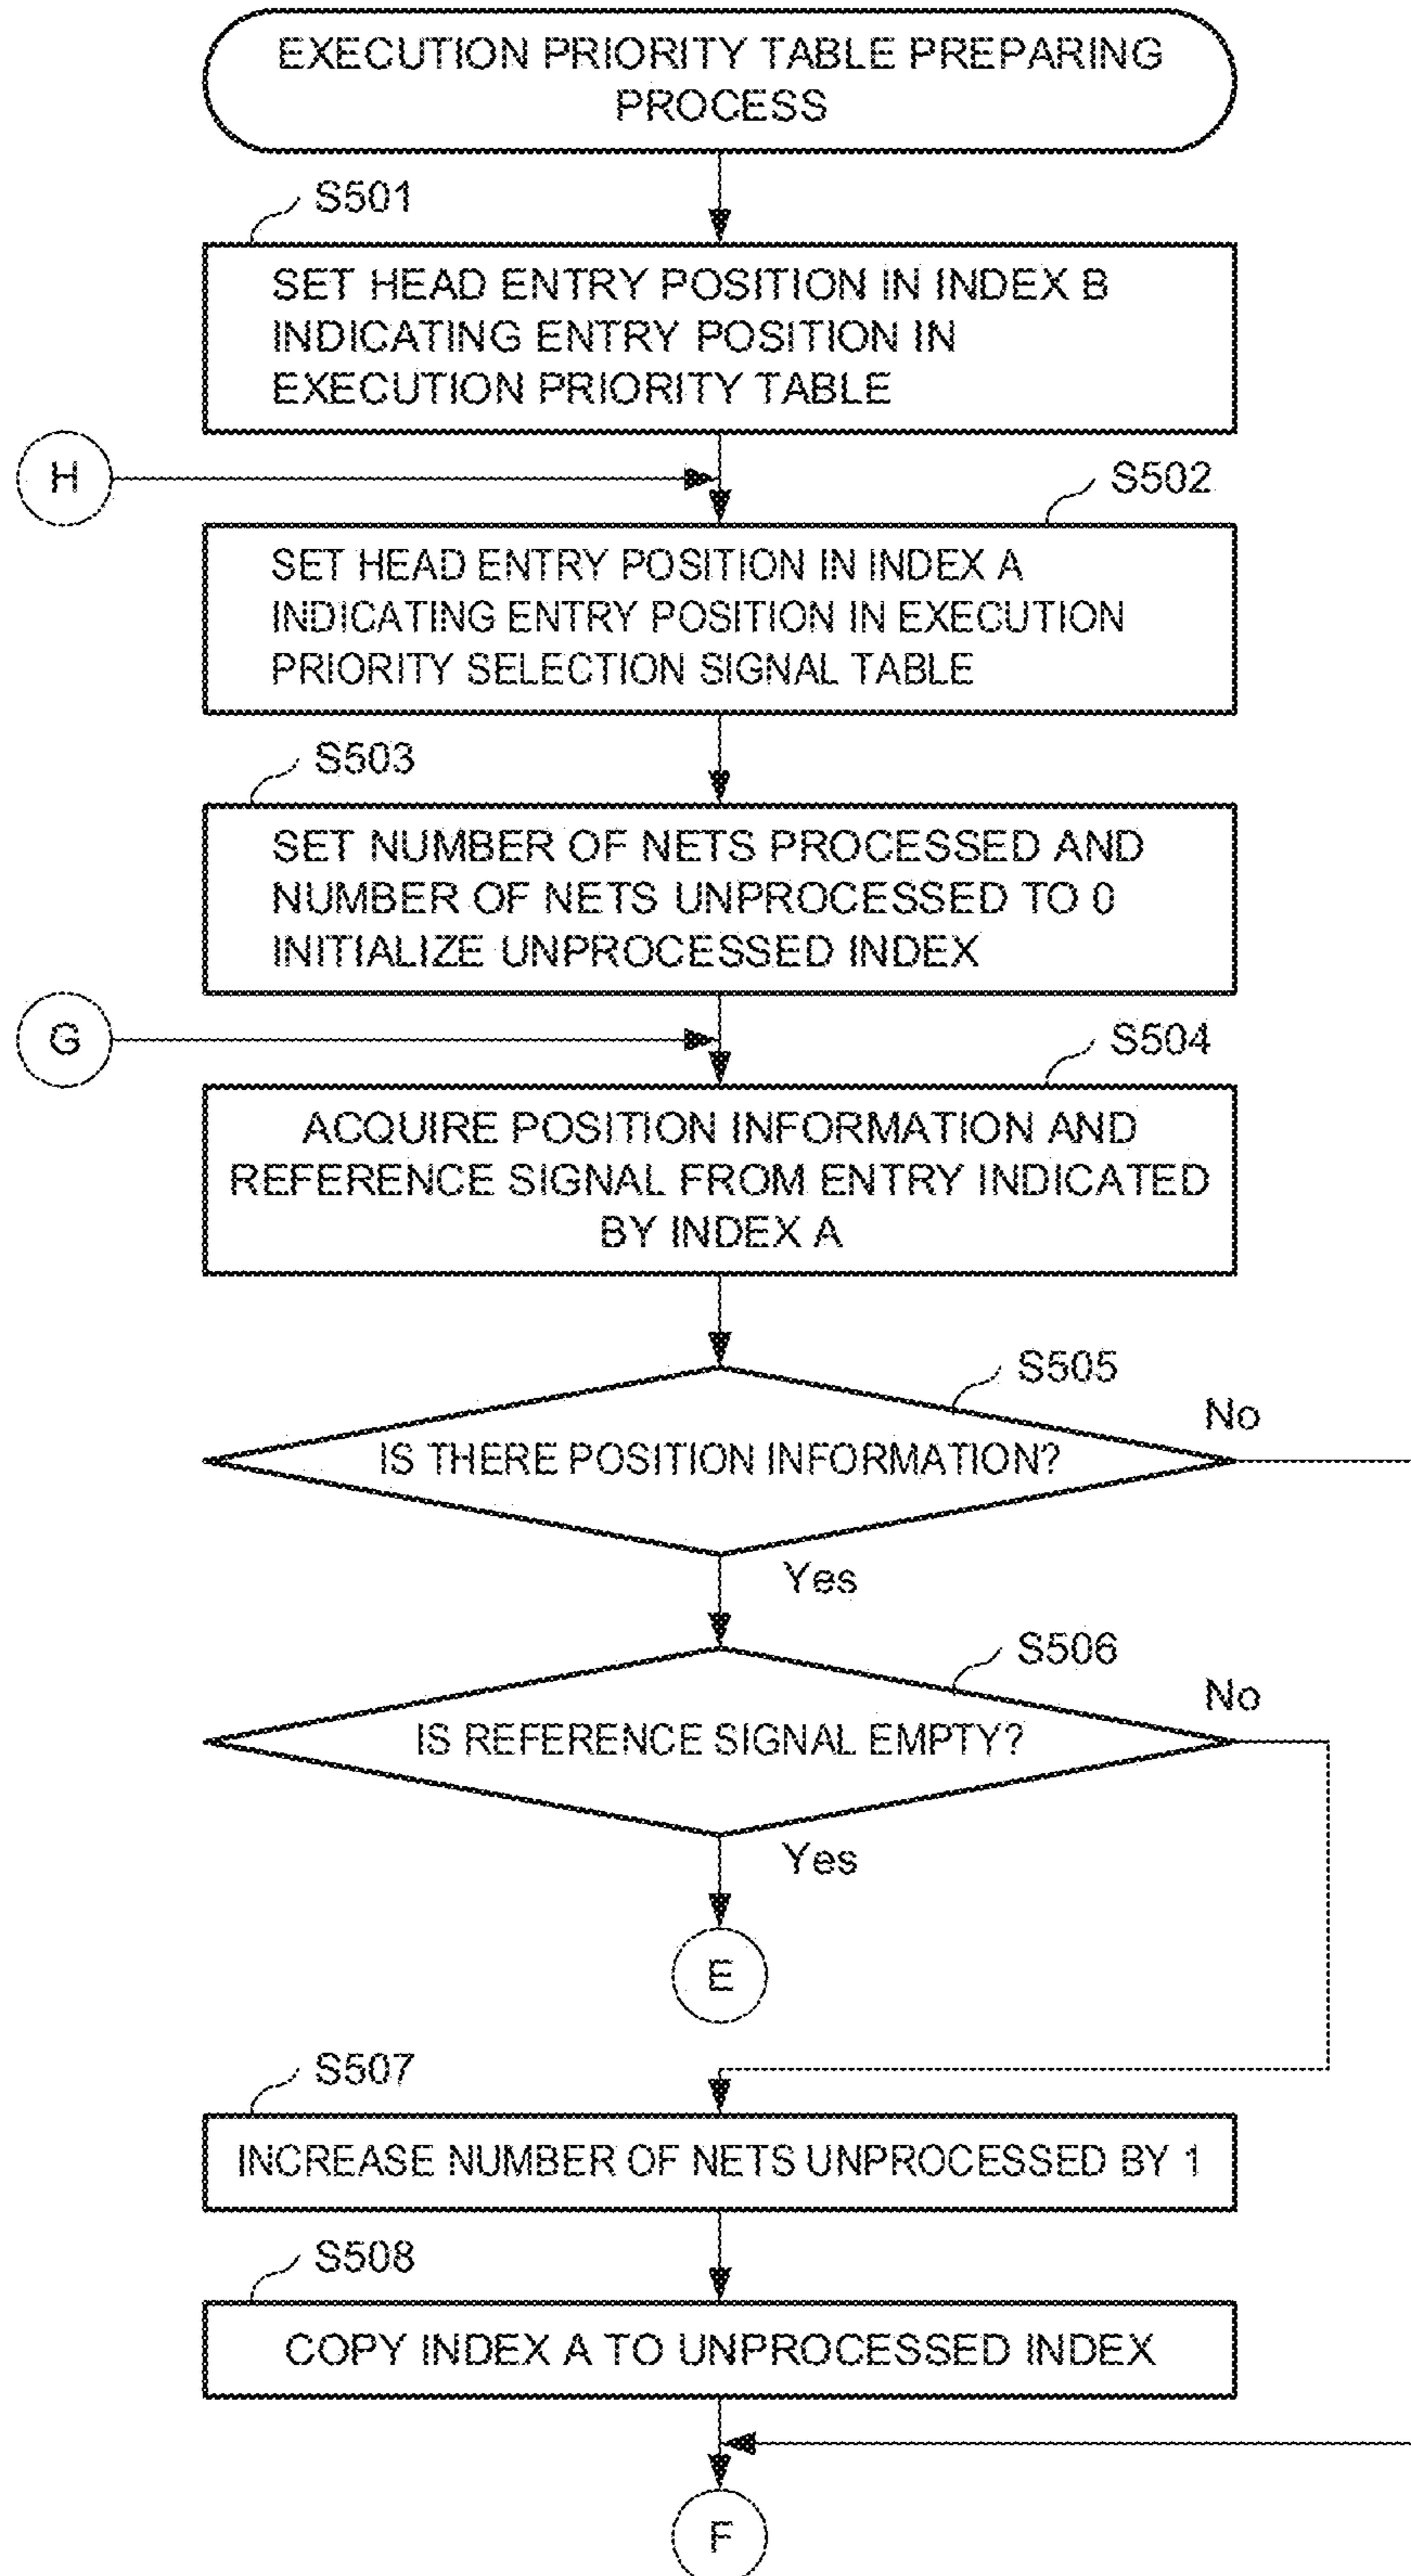 EXECUTION PRIORITY TABLE PREPARING
PROCESS
S501
SET HEAD ENTRY POSITION IN INDEX B
INDICATING ENTRY POSITION IN
EXECUTION PRIORITY TABLE
H
S502
SET HEAD ENTRY POSITION IN INDEX A
INDICATING ENTRY POSITION IN EXECUTION
PRIORITY SELECTION SIGNAL TABLE
S503
SET NUMBER OF NETS PROCESSED AND
NUMBER OF NETS UNPROCESSED TO 0
INITIALIZE UNPROCESSED INDEX
G
S504
ACQUIRE POSITION INFORMATION AND
REFERENCE SIGNAL FROM ENTRY INDICATED
BY INDEX A
S505
No
IS THERE POSITION INFORMATION?
Yes
S506
No
IS REFERENCE SIGNAL EMPTY?
Yes
E
S507
INCREASE NUMBER OF NETS UNPROCESSED BY 1
S508
COPY INDEX A TO UNPROCESSED INDEX
F